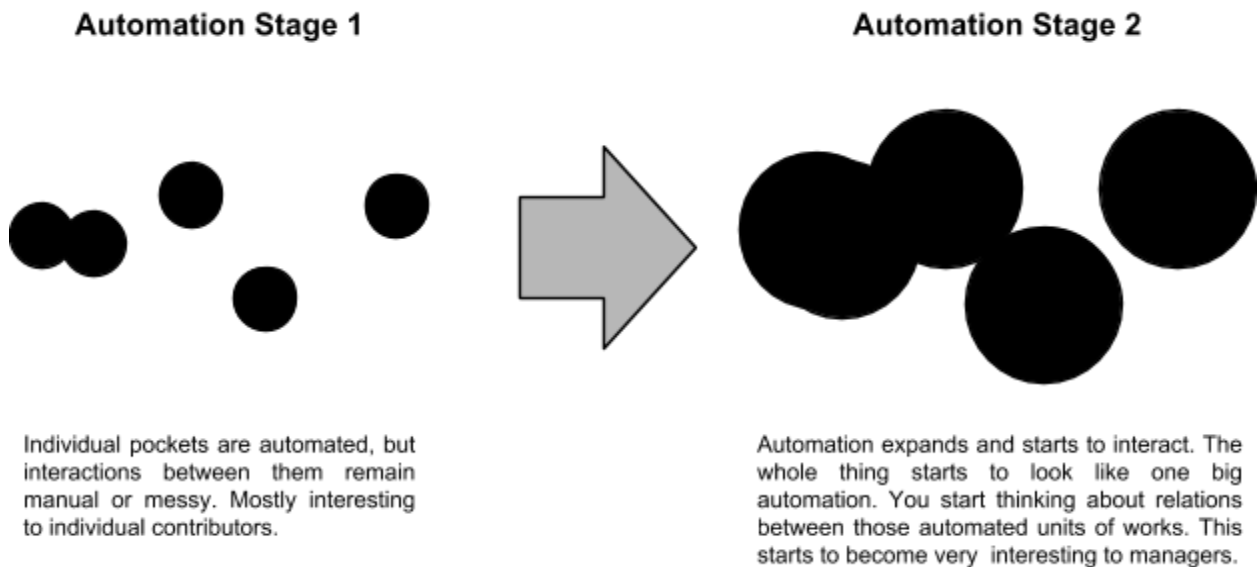 Automation Stage 1
Automation Stage 2
Individual pockets are automated, but
interactions between them remain
manual or messy. Mostly interesting
to individual contributors.
Automation expands and starts to interact. The
whole thing starts to look like one big
automation. You start thinking about relations
between those automated units of works. This
starts to become very interesting to managers.